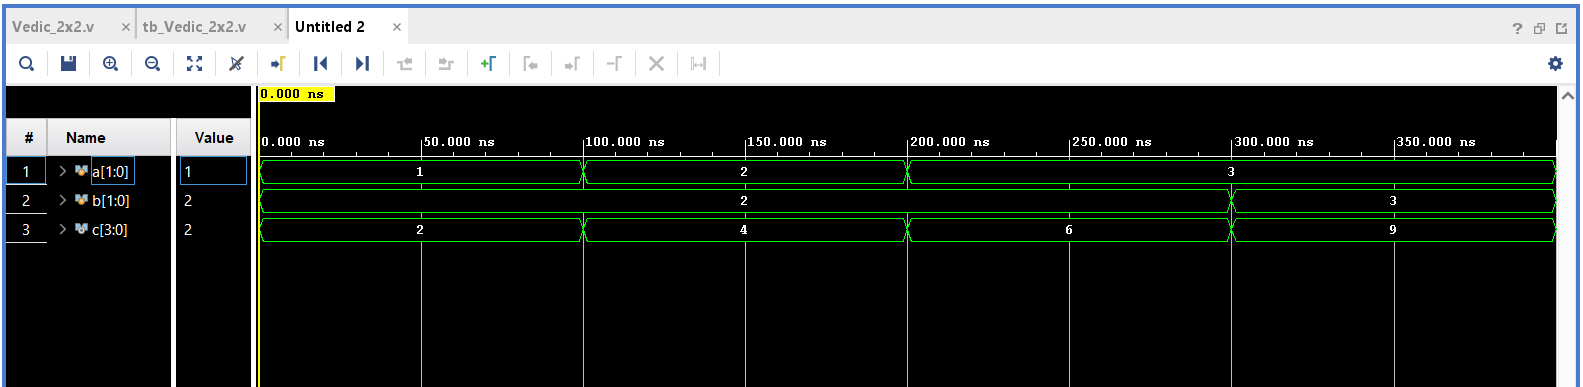 Vedic_2x2.v × tb_Vedic_2x2.v × Untitled 2 ×
?
0.000 ns
# Name Value
0.000 ns 50.000 ns 100.000 ns 150.000 ns 200.000 ns 250.000 ns 300.000 ns 350.000 ns
1 > a[1:0] 1 1 2 3
2 > b[1:0] 2 2 3
3 > c[3:0] 2 2 4 6 9